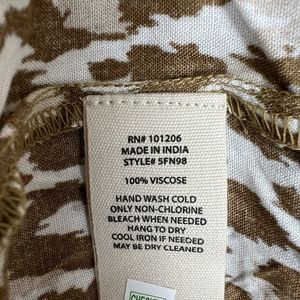 RN# 101206
MADE IN INDIA
STYLE# 5FN98
100% VISCOSE
HAND WASH COLD
ONLY NON-CHLORINE
BLEACH WHEN NEEDED
HANG TO DRY
COOL IRON IF NEEDED
MAY BE DRY CLEANED